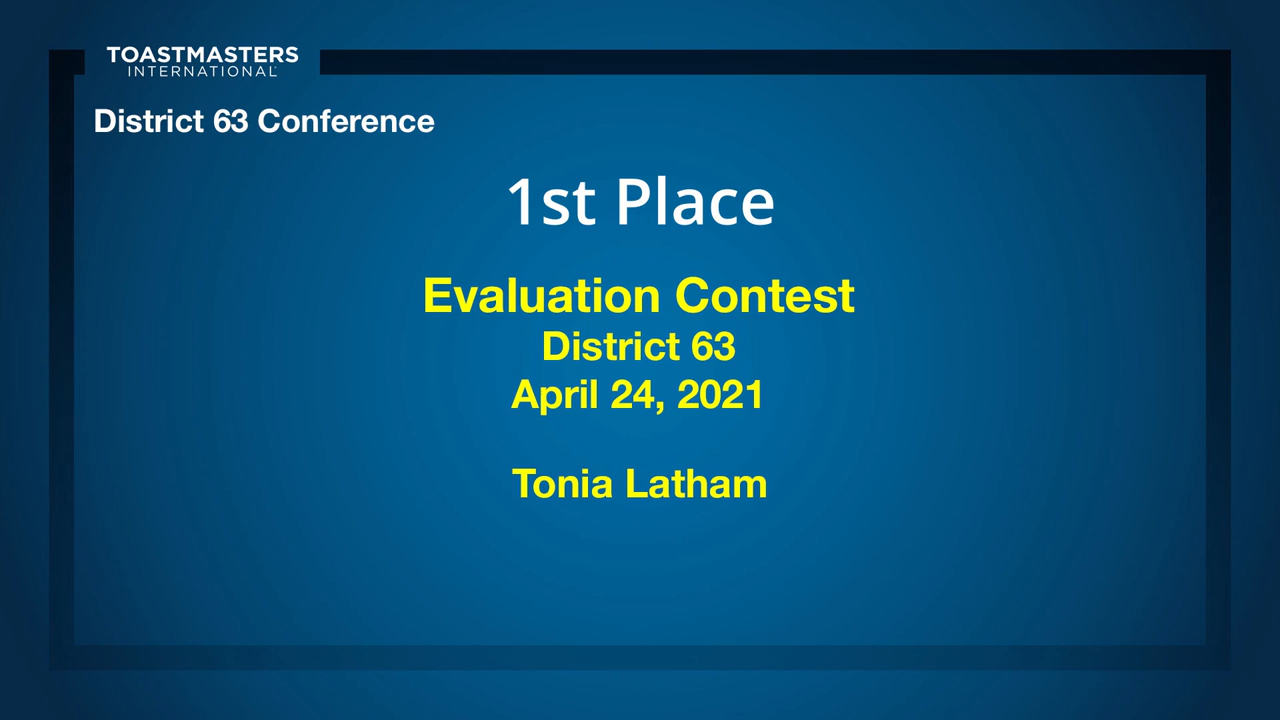 TOASTMASTERS
INTERNATIONAL
District 63 Conference
1st Place
Evaluation Contest
District 63
April 24, 2021
Tonia Latham